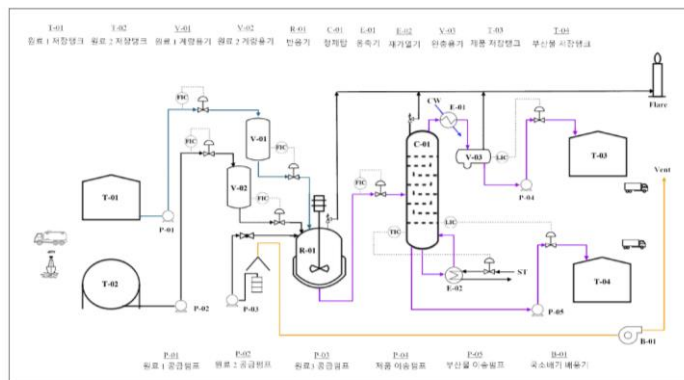 T-01 T-02 V-01 V-02 R-01 C-01 E-01 E-02 V-03 T-03 T-04
원료 1 저장탱크 원료 2 저장탱크 원료 1 계량용기 원료 2 계량용기 반응기 정제탑 응축기 재가열기 완충용기 제품 저장탱크 부산물 저장탱크
Flare
CW E-01
FIC
FIC
V-01
C-01
LIC
V-03
T-03
FIC
Vent
V-02
FIC
FIC
P-04
T-01
P-01
R-01
TIC
LIC
T-02
P-02
P-03
E-02
ST
T-04
P-05
B-01
P-01 P-02 P-03 P-04 P-05 B-01
원료 1 공급펌프 원료 2 공급펌프 원료3 공급펌프 제품 이송펌프 부산물 이송펌프 국소배기 배풍기